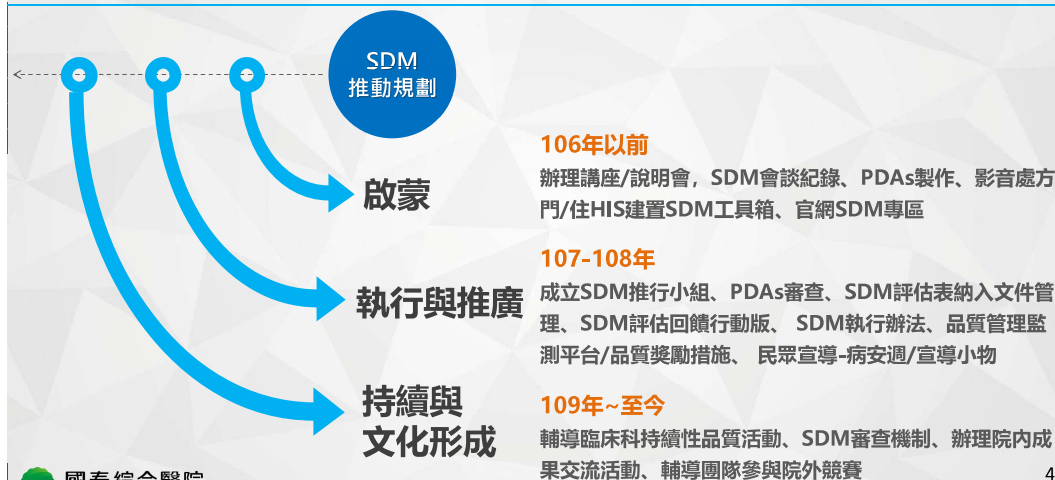 SDM
推動規劃
啟蒙
106年以前
辦理講座/說明會, SDM會談紀錄、PDAs製作、影音處方
門/住HIS建置SDM工具箱、官網SDM專區
執行與推廣
107-108年
成立SDM推行小組、PDAs審查、SDM評估表納入文件管
理、SDM評估回饋行動版、 SDM執行辦法、品質管理監
測平台/品質獎勵措施、 民眾宣導-病安週/宣導小物
持續與
文化形成
109年~至今
輔導臨床科持續性品質活動、SDM審查機制、辦理院內成
果交流活動、輔導團隊參與院外競賽
國泰綜合醫院
4